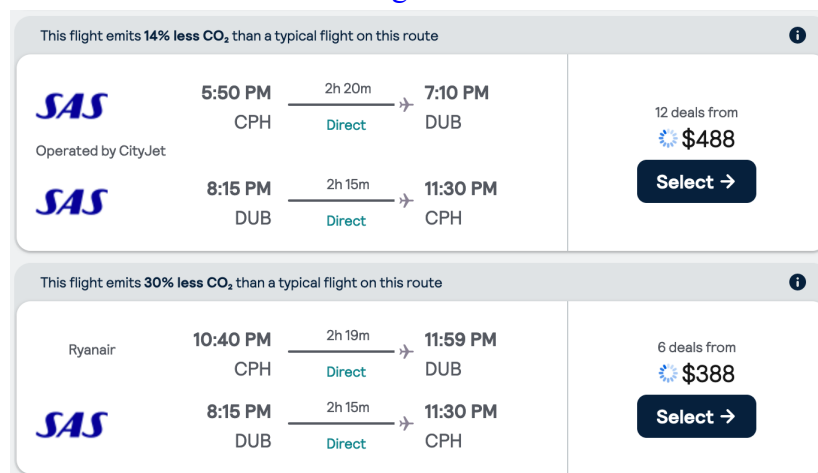 This flight emits 14% less CO₂ than a typical flight on this route
SAS
5:50 PM 2h 20m 7:10 PM
CPH Direct DUB
Operated by CityJet
SAS
8:15 PM 2h 15m 11:30 PM
DUB Direct CPH
12 deals from
$488
Select →
This flight emits 30% less CO₂ than a typical flight on this route
Ryanair
10:40 PM 2h 19m 11:59 PM
CPH Direct DUB
SAS
8:15 PM 2h 15m 11:30 PM
DUB Direct CPH
6 deals from
$388
Select →